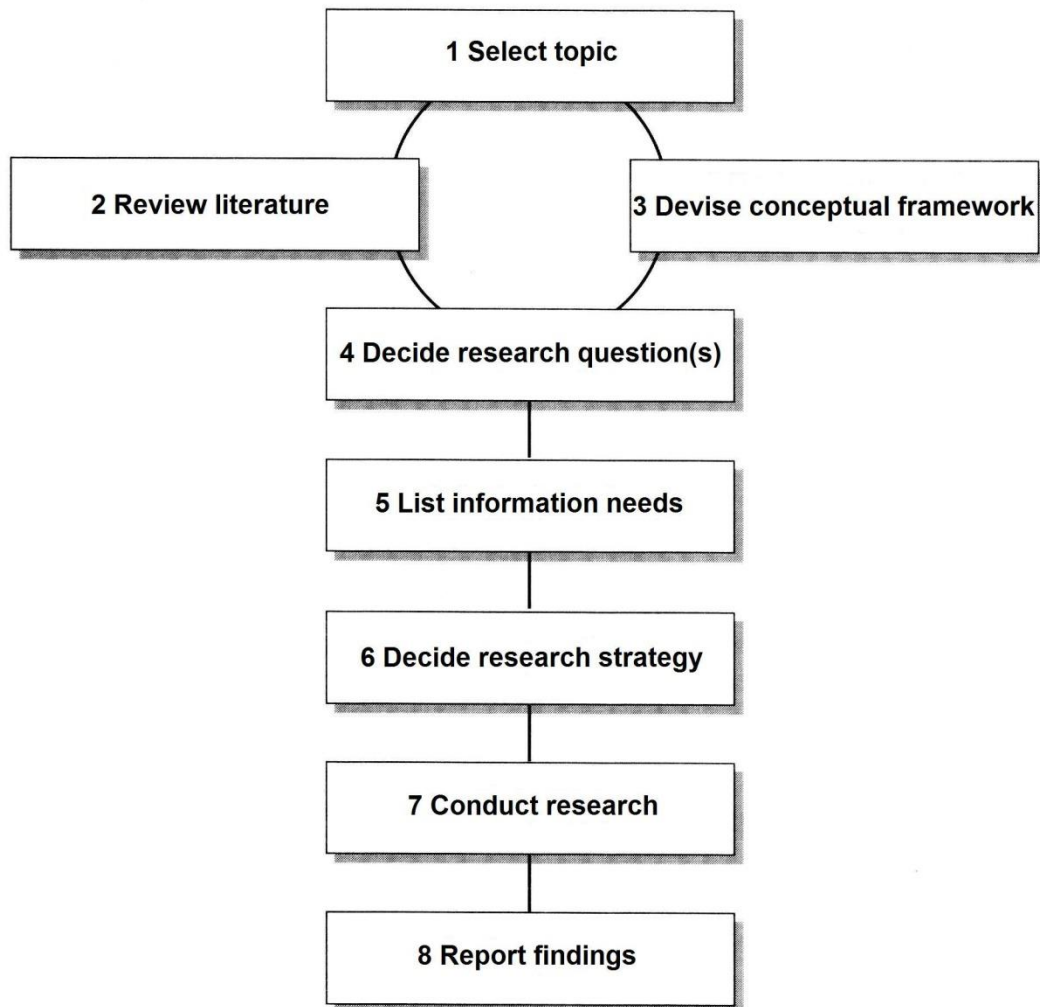 1 Select topic
2 Review literature
3 Devise conceptual framework
4 Decide research question(s)
5 List information needs
6 Decide research strategy
7 Conduct research
8 Report findings